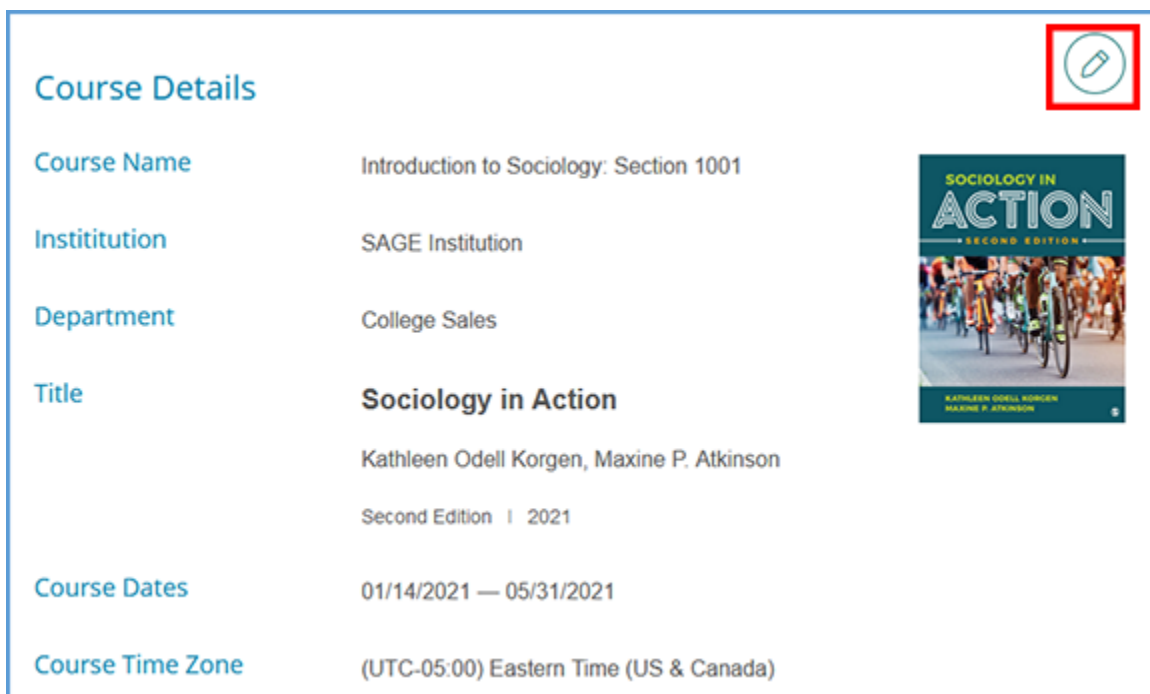 Course Details
Course Name Introduction to Sociology: Section 1001
Instititution SAGE Institution
Department College Sales
Title Sociology in Action
Kathleen Odell Korgen, Maxine P. Atkinson
Second Edition | 2021
Course Dates 01/14/2021 — 05/31/2021
Course Time Zone (UTC-05:00) Eastern Time (US & Canada)
SOCIOLOGY IN
ACTION
SECOND EDITION
KATHLEEN ODELL KORGEN
MAXINE P. ATKINSON